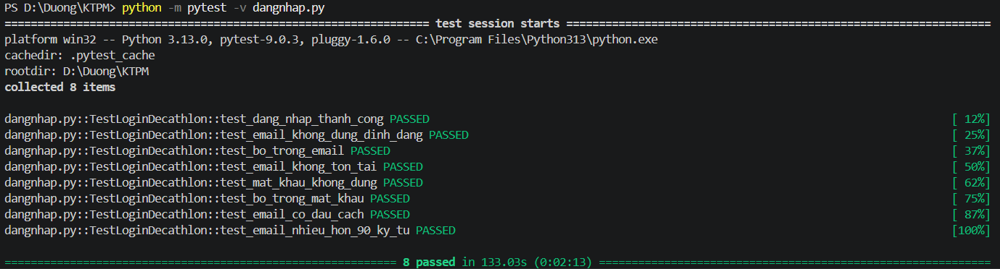 PS D:\Duong\KTPM> python -m pytest -v dangnhap.py
================================================================= test session starts =================================================================
platform win32 -- Python 3.13.0, pytest-9.0.3, pluggy-1.6.0 -- C:\Program Files\Python313\python.exe
cachedir: .pytest_cache
rootdir: D:\Duong\KTPM
collected 8 items
dangnhap.py::TestLoginDecathlon::test_dang_nhap_thanh_cong PASSED [ 12%]
dangnhap.py::TestLoginDecathlon::test_email_khong_dung_dinh_dang PASSED [ 25%]
dangnhap.py::TestLoginDecathlon::test_bo_trong_email PASSED [ 37%]
dangnhap.py::TestLoginDecathlon::test_email_khong_ton_tai PASSED [ 50%]
dangnhap.py::TestLoginDecathlon::test_mat_khau_khong_dung PASSED [ 62%]
dangnhap.py::TestLoginDecathlon::test_bo_trong_mat_khau PASSED [ 75%]
dangnhap.py::TestLoginDecathlon::test_email_co_dau_cach PASSED [ 87%]
dangnhap.py::TestLoginDecathlon::test_email_nhieu_hon_90_ky_tu PASSED [100%]
============================================================ 8 passed in 133.03s (0:02:13) ============================================================